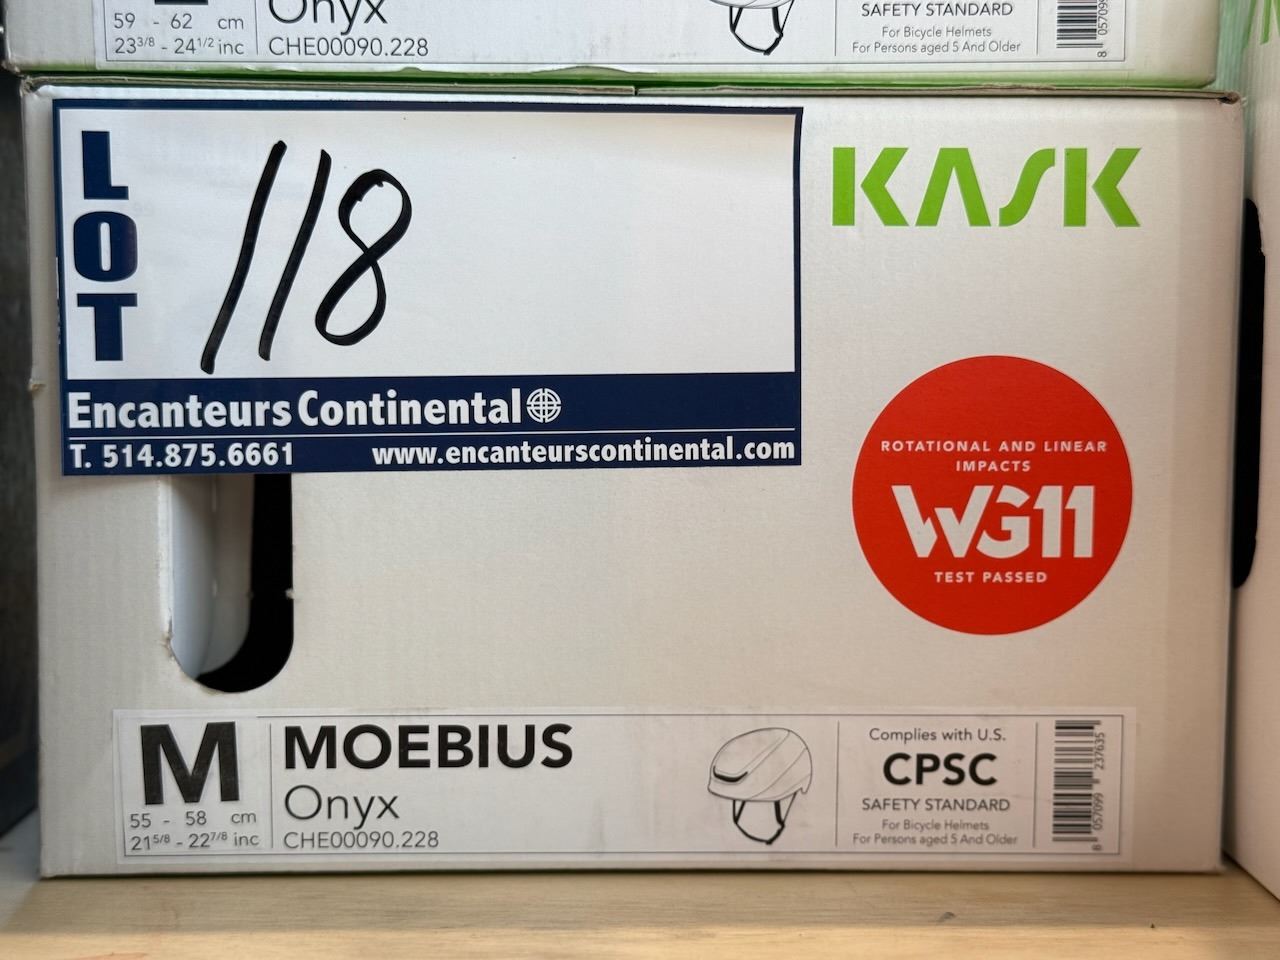 59 - 62 cm
23 3/8 - 24 1/2 inc
Onyx
CHE00090.228
SAFETY STANDARD
For Bicycle Helmets
For Persons aged 5 And Older
LOT
118
Encanteurs Continental
T. 514.875.6661 www.encanteurscontinental.com
KASK
ROTATIONAL AND LINEAR
IMPACTS
WG11
TEST PASSED
M
55 - 58 cm
21 5/8 - 22 7/8 inc
MOEBIUS
Onyx
CHE00090.228
Complies with U.S.
CPSC
SAFETY STANDARD
For Bicycle Helmets
For Persons aged 5 And Older
8 057099 237635